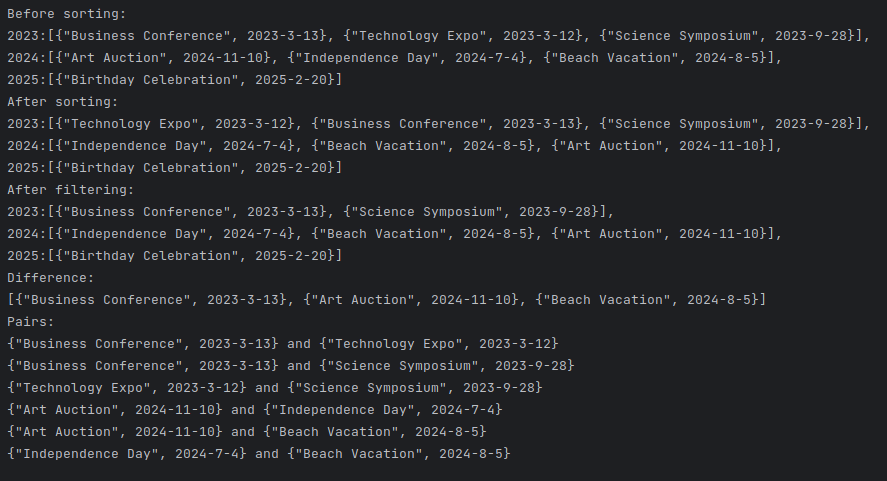 Before sorting:
2023:[{"Business Conference", 2023-3-13}, {"Technology Expo", 2023-3-12}, {"Science Symposium", 2023-9-28}],
2024:[{"Art Auction", 2024-11-10}, {"Independence Day", 2024-7-4}, {"Beach Vacation", 2024-8-5}],
2025:[{"Birthday Celebration", 2025-2-20}]
After sorting:
2023:[{"Technology Expo", 2023-3-12}, {"Business Conference", 2023-3-13}, {"Science Symposium", 2023-9-28}],
2024:[{"Independence Day", 2024-7-4}, {"Beach Vacation", 2024-8-5}, {"Art Auction", 2024-11-10}],
2025:[{"Birthday Celebration", 2025-2-20}]
After filtering:
2023:[{"Business Conference", 2023-3-13}, {"Science Symposium", 2023-9-28}],
2024:[{"Independence Day", 2024-7-4}, {"Beach Vacation", 2024-8-5}, {"Art Auction", 2024-11-10}],
2025:[{"Birthday Celebration", 2025-2-20}]
Difference:
[{"Business Conference", 2023-3-13}, {"Art Auction", 2024-11-10}, {"Beach Vacation", 2024-8-5}]
Pairs:
{"Business Conference", 2023-3-13} and {"Technology Expo", 2023-3-12}
{"Business Conference", 2023-3-13} and {"Science Symposium", 2023-9-28}
{"Technology Expo", 2023-3-12} and {"Science Symposium", 2023-9-28}
{"Art Auction", 2024-11-10} and {"Independence Day", 2024-7-4}
{"Art Auction", 2024-11-10} and {"Beach Vacation", 2024-8-5}
{"Independence Day", 2024-7-4} and {"Beach Vacation", 2024-8-5}